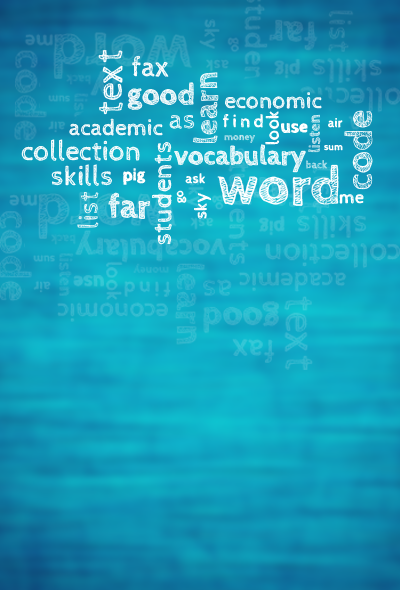 text
fax
good
learn
economic
academic
as
find
look
use
listen
air
code
money
collection
vocabulary
sum
back
skills
pig
students
ask
word
me
list
far
go
sky